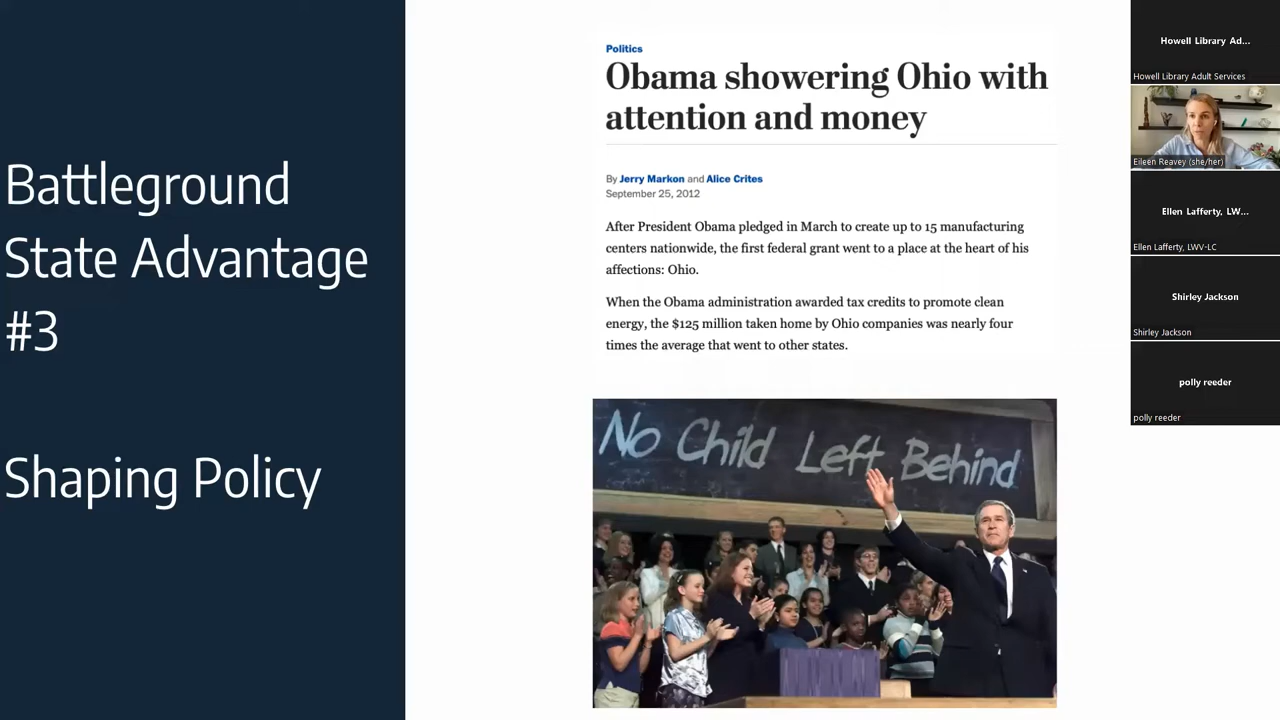 Battleground
State Advantage
#3
Shaping Policy
Politics
Obama showering Ohio with
attention and money
By Jerry Markon and Alice Crites
September 25, 2012
After President Obama pledged in March to create up to 15 manufacturing
centers nationwide, the first federal grant went to a place at the heart of his
affections: Ohio.
When the Obama administration awarded tax credits to promote clean
energy, the $125 million taken home by Ohio companies was nearly four
times the average that went to other states.
No Child Left Behind
Howell Library Ad...
Howell Library Adult Services
Eileen Reavey (she/her)
Ellen Lafferty, LW...
Ellen Lafferty, LWV-LC
Shirley Jackson
Shirley Jackson
polly reeder
polly reeder